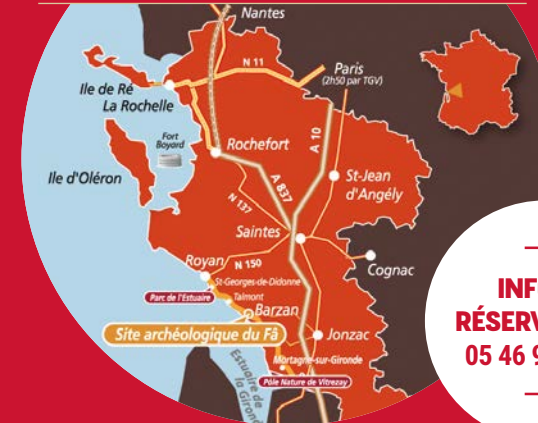 Nantes
N 11
Paris
(2h50 par TGV)
Ile de Ré
La Rochelle
Fort
Boyard
Rochefort
A 10
A 837
Ile d'Oléron
St-Jean
d'Angély
N 137
Saintes
Royan
N 150
Cognac
St-Georges-de-Didonne
Parc de l'Estuaire
Talmont
Barzan
Site archéologique du Fâ
Jonzac
Mortagne-sur-Gironde
Estuaire de
la Gironde
Pôle Nature de Vitrezay
INF
RÉSERV
05 46 9